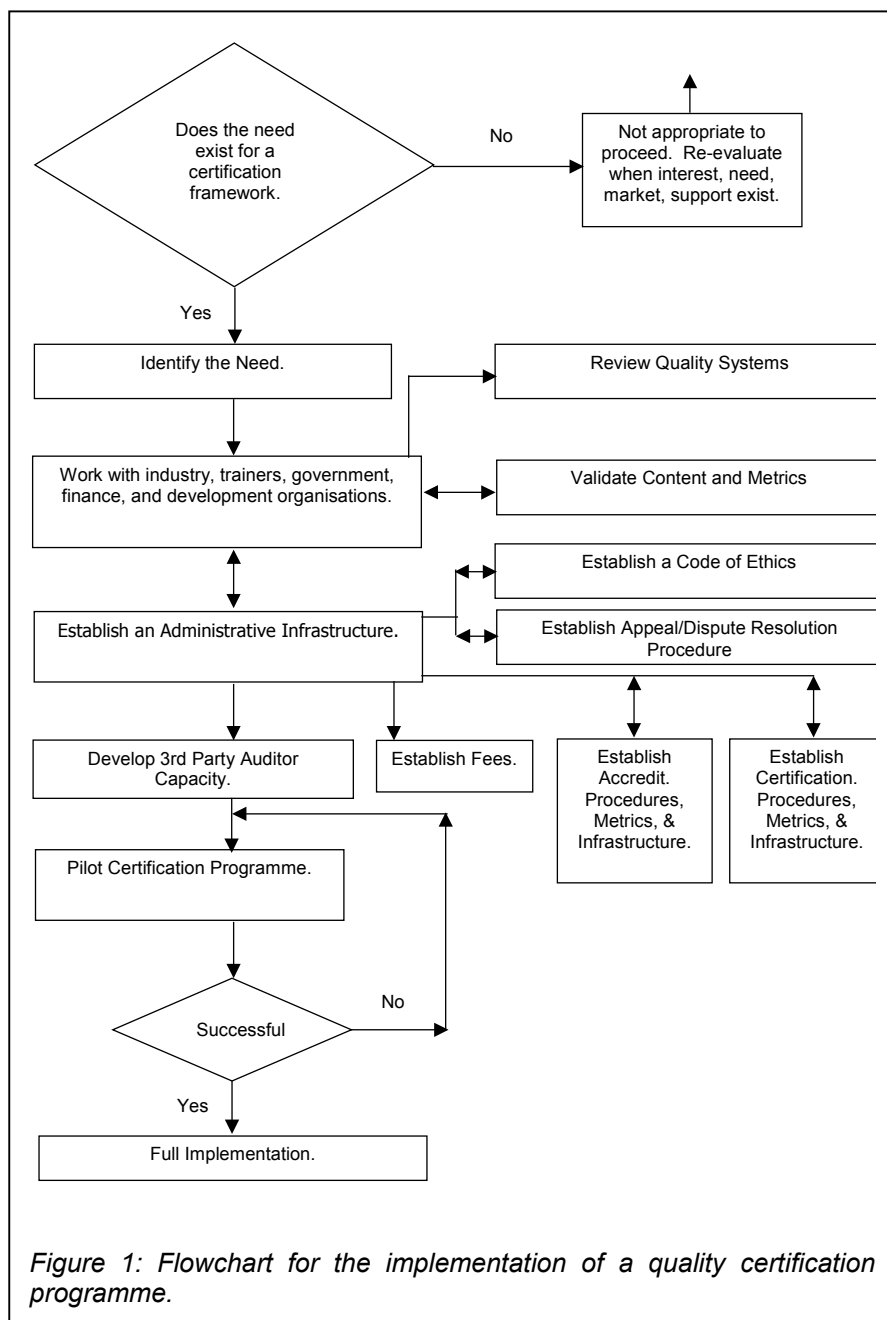 Does the need
exist for a
certification
framework.
No
Not appropriate to
proceed. Re-evaluate
when interest, need,
market, support exist.
Yes
Identify the Need.
Review Quality Systems
Work with industry, trainers, government,
finance, and development organisations.
Validate Content and Metrics
Establish a Code of Ethics
Establish an Administrative Infrastructure.
Establish Appeal/Dispute Resolution
Procedure
Develop 3rd Party Auditor
Capacity.
Establish Fees.
Establish
Accredit.
Procedures,
Metrics, &
Infrastructure.
Establish
Certification.
Procedures,
Metrics, &
Infrastructure.
Pilot Certification Programme.
Successful
No
Yes
Full Implementation.
Figure 1: Flowchart for the implementation of a quality certification
programme.